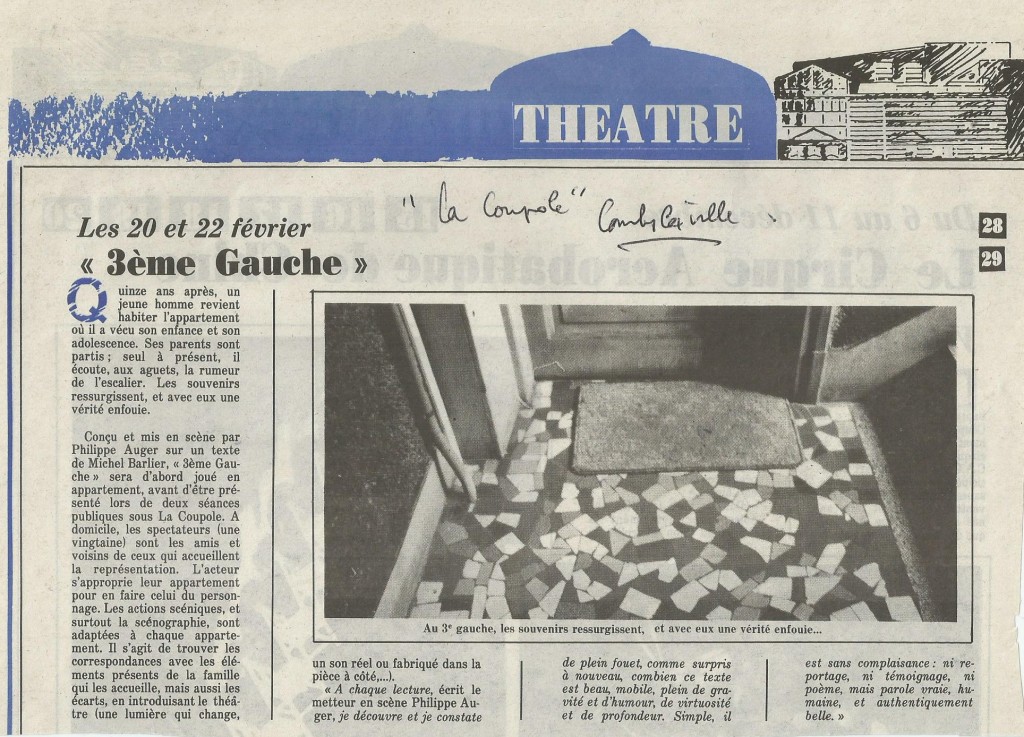 THEATRE
"La Coupole" Combs la ville
28
29
Les 20 et 22 février
« 3ème Gauche »
Quinze ans après, un
jeune homme revient
habiter l'appartement
où il a vécu son enfance et son
adolescence. Ses parents sont
partis ; seul à présent, il
écoute, aux aguets, la rumeur
de l'escalier. Les souvenirs
ressurgissent, et avec eux une
vérité enfouie.
Conçu et mis en scène par
Philippe Auger sur un texte
de Michel Barlier, « 3ème Gau-
che » sera d'abord joué en
appartement, avant d'être pré-
senté lors de deux séances
publiques sous La Coupole. A
domicile, les spectateurs (une
vingtaine) sont les amis et
voisins de ceux qui accueillent
la représentation. L'acteur
s'approprie leur appartement
pour en faire celui du person-
nage. Les actions scéniques, et
surtout la scénographie, sont
adaptées à chaque apparte-
ment. Il s'agit de trouver les
correspondances avec les élé-
ments présents de la famille
qui les accueille, mais aussi les
écarts, en introduisant le théâ-
tre (une lumière qui change,
Au 3e gauche, les souvenirs ressurgissent, et avec eux une vérité enfouie...
un son réel ou fabriqué dans la
pièce à côté,...).
« A chaque lecture, écrit le
metteur en scène Philippe Au-
ger, je découvre et je constate
de plein fouet, comme surpris
à nouveau, combien ce texte
est beau, mobile, plein de gra-
vité et d'humour, de virtuosité
et de profondeur. Simple, il
est sans complaisance : ni re-
portage, ni témoignage, ni
poème, mais parole vraie, hu-
maine, et authentiquement
belle. »